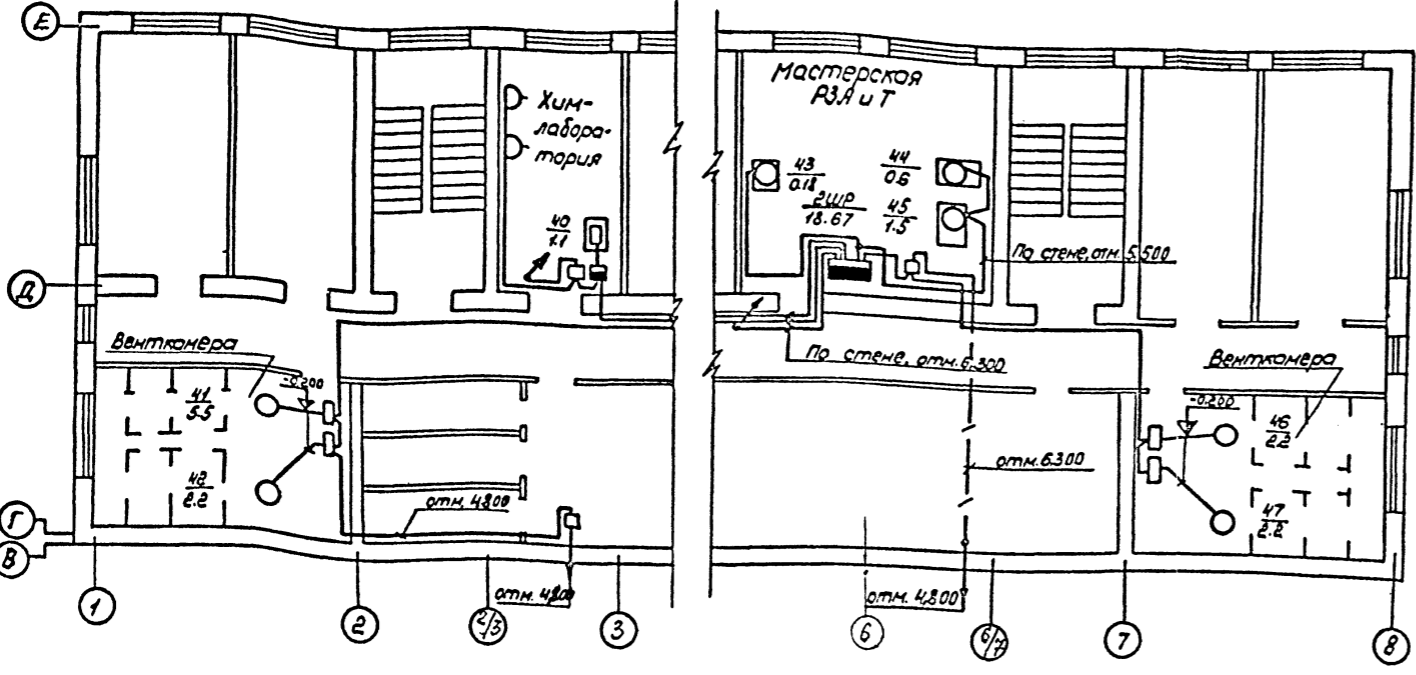 Е
Мастерская
РЗА и Т
Хим-
лабора-
тория
43
0.18
44
0.6
2ШР
18.67
45
1.5
40
1.1
По стене, отм. 5.500
Д
Венткамера
По стене, отм. 6.300
Венткамера
-0.200
41
5.5
-0.200
46
2.2
отм. 6.300
42
2.2
отм. 4.800
47
2.2
Г
В
отм. 4.800
отм. 4.800
1
2
2/3
3
6
6/7
7
8